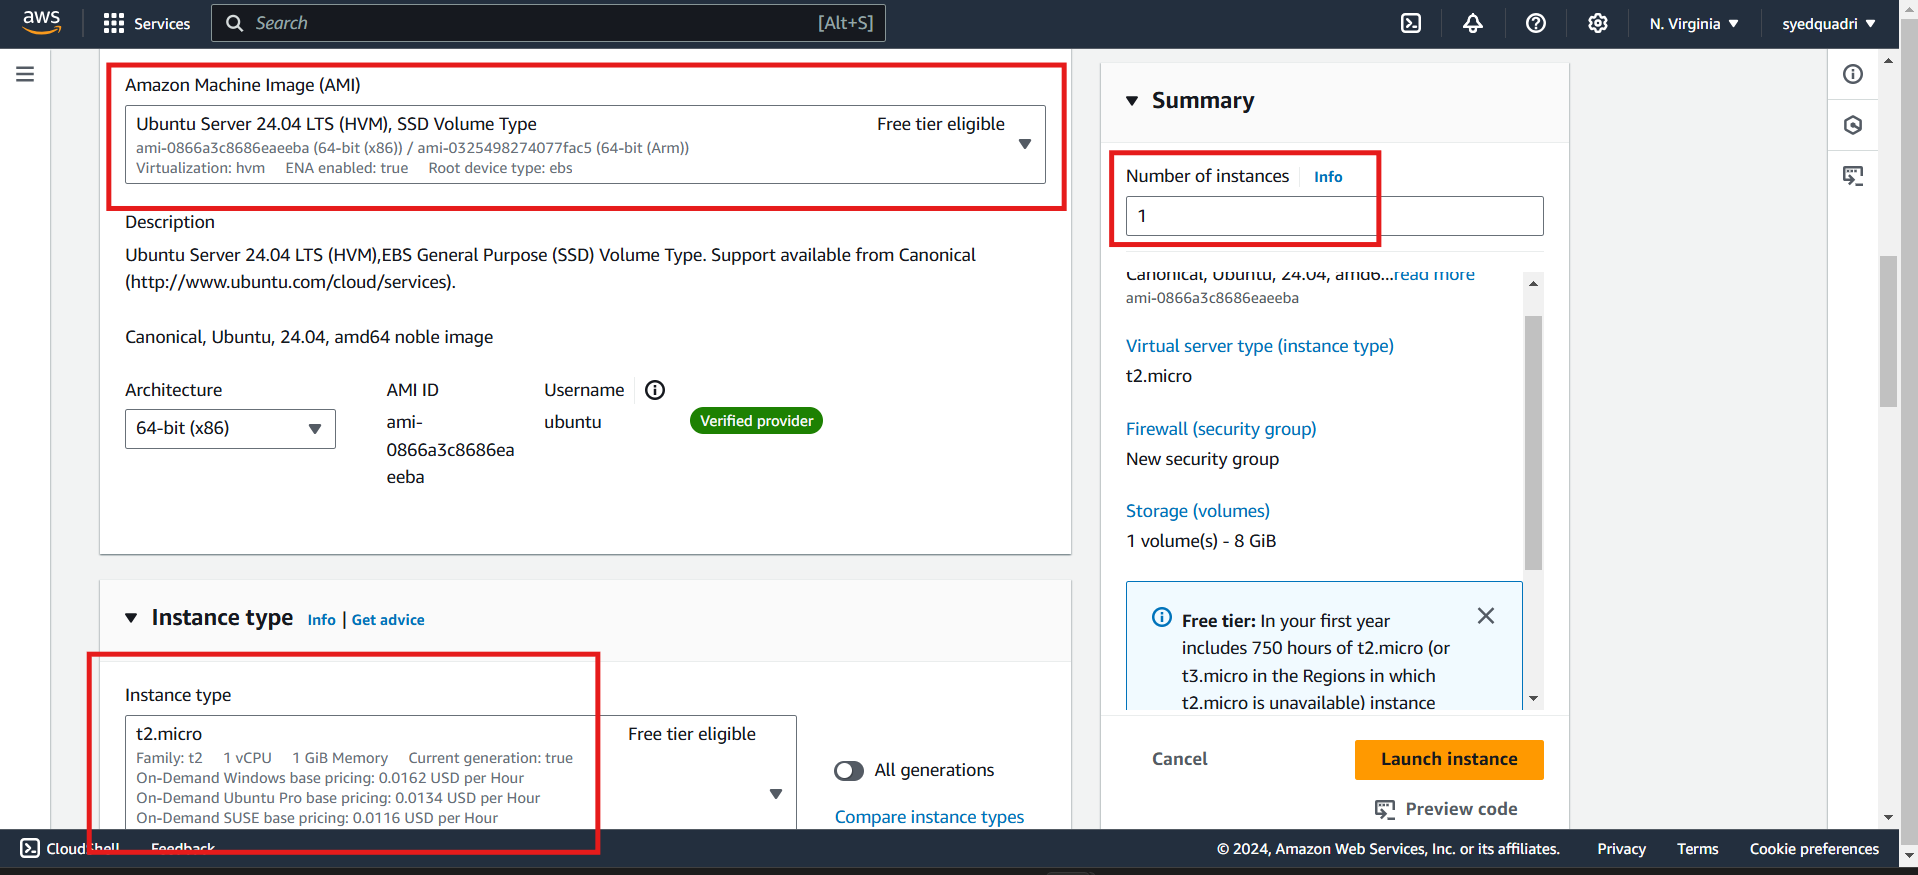 aws
Services
Search
[Alt+S]
N. Virginia
syedquadri
Amazon Machine Image (AMI)
Ubuntu Server 24.04 LTS (HVM), SSD Volume Type
Free tier eligible
ami-0866a3c8686eaeeba (64-bit (x86)) / ami-0325498274077fac5 (64-bit (Arm))
Virtualization: hvm ENA enabled: true Root device type: ebs
Description
Ubuntu Server 24.04 LTS (HVM),EBS General Purpose (SSD) Volume Type. Support available from Canonical
(http://www.ubuntu.com/cloud/services).
Canonical, Ubuntu, 24.04, amd64 noble image
Architecture
64-bit (x86)
AMI ID
ami-
0866a3c8686ea
eeba
Username
ubuntu
Verified provider
Instance type Info | Get advice
Instance type
t2.micro
Free tier eligible
Family: t2 1 vCPU 1 GiB Memory Current generation: true
On-Demand Windows base pricing: 0.0162 USD per Hour
On-Demand Ubuntu Pro base pricing: 0.0134 USD per Hour
On-Demand SUSE base pricing: 0.0116 USD per Hour
All generations
Compare instance types
Summary
Number of instances Info
1
Canonical, Ubuntu, 24.04, amd6...read more
ami-0866a3c8686eaeeba
Virtual server type (instance type)
t2.micro
Firewall (security group)
New security group
Storage (volumes)
1 volume(s) - 8 GiB
Free tier: In your first year
includes 750 hours of t2.micro (or
t3.micro in the Regions in which
t2.micro is unavailable) instance
Cancel
Launch instance
Preview code
CloudShell
Feedback
© 2024, Amazon Web Services, Inc. or its affiliates.
Privacy
Terms
Cookie preferences